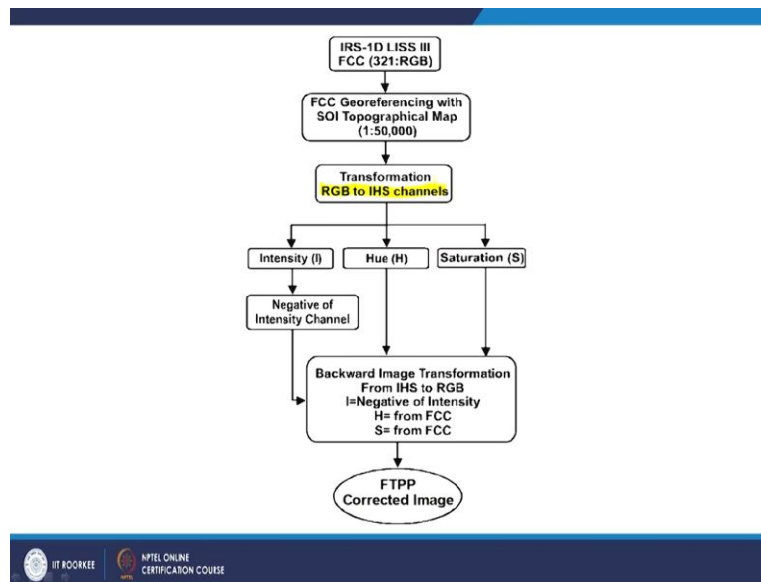 IRS-1D LISS III
FCC (321:RGB)
FCC Georeferencing with
SOI Topographical Map
(1:50,000)
Transformation
RGB to IHS channels
Intensity (I)
Hue (H)
Saturation (S)
Negative of
Intensity Channel
Backward Image Transformation
From IHS to RGB
I=Negative of Intensity
H= from FCC
S= from FCC
FTPP
Corrected Image
IIT ROORKEE
NPTEL ONLINE
CERTIFICATION COURSE